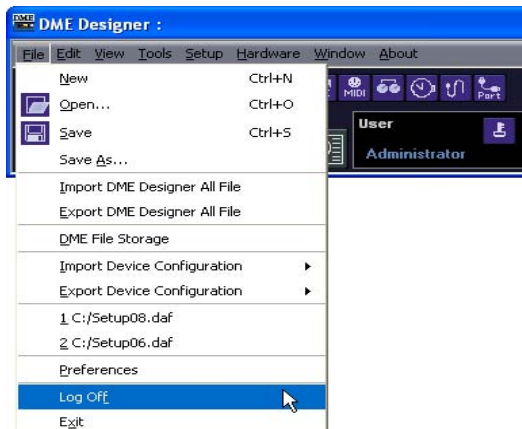 DME DME Designer :
File Edit View Tools Setup Hardware Window About
New Ctrl+N
Open... Ctrl+O
Save Ctrl+S
Save As...
Import DME Designer All File
Export DME Designer All File
DME File Storage
Import Device Configuration
Export Device Configuration
1 C:/Setup08.daf
2 C:/Setup06.daf
Preferences
Log Off
Exit
MIDI
Port
User
Administrator